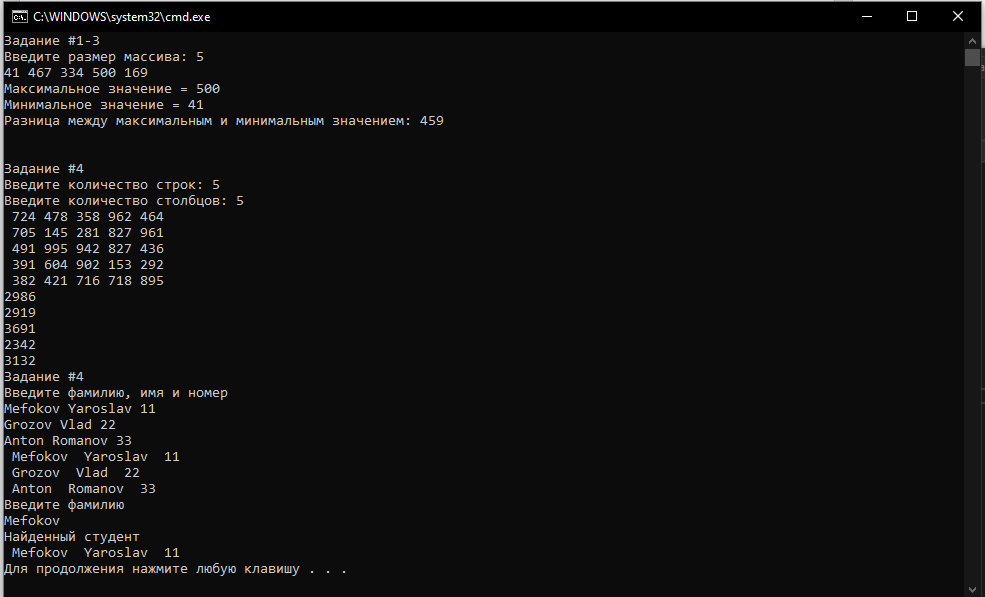 C:\WINDOWS\system32\cmd.exe
Задание #1-3
Введите размер массива: 5
41 467 334 500 169
Максимальное значение = 500
Минимальное значение = 41
Разница между максимальным и минимальным значением: 459
Задание #4
Введите количество строк: 5
Введите количество столбцов: 5
724 478 358 962 464
705 145 281 827 961
491 995 942 827 436
391 604 902 153 292
382 421 716 718 895
2986
2919
3691
2342
3132
Задание #4
Введите фамилию, имя и номер
Mefokov Yaroslav 11
Grozov Vlad 22
Anton Romanov 33
Mefokov  Yaroslav  11
Grozov  Vlad  22
Anton  Romanov  33
Введите фамилию
Mefokov
Найденный студент
Mefokov  Yaroslav  11
Для продолжения нажмите любую клавишу . . .